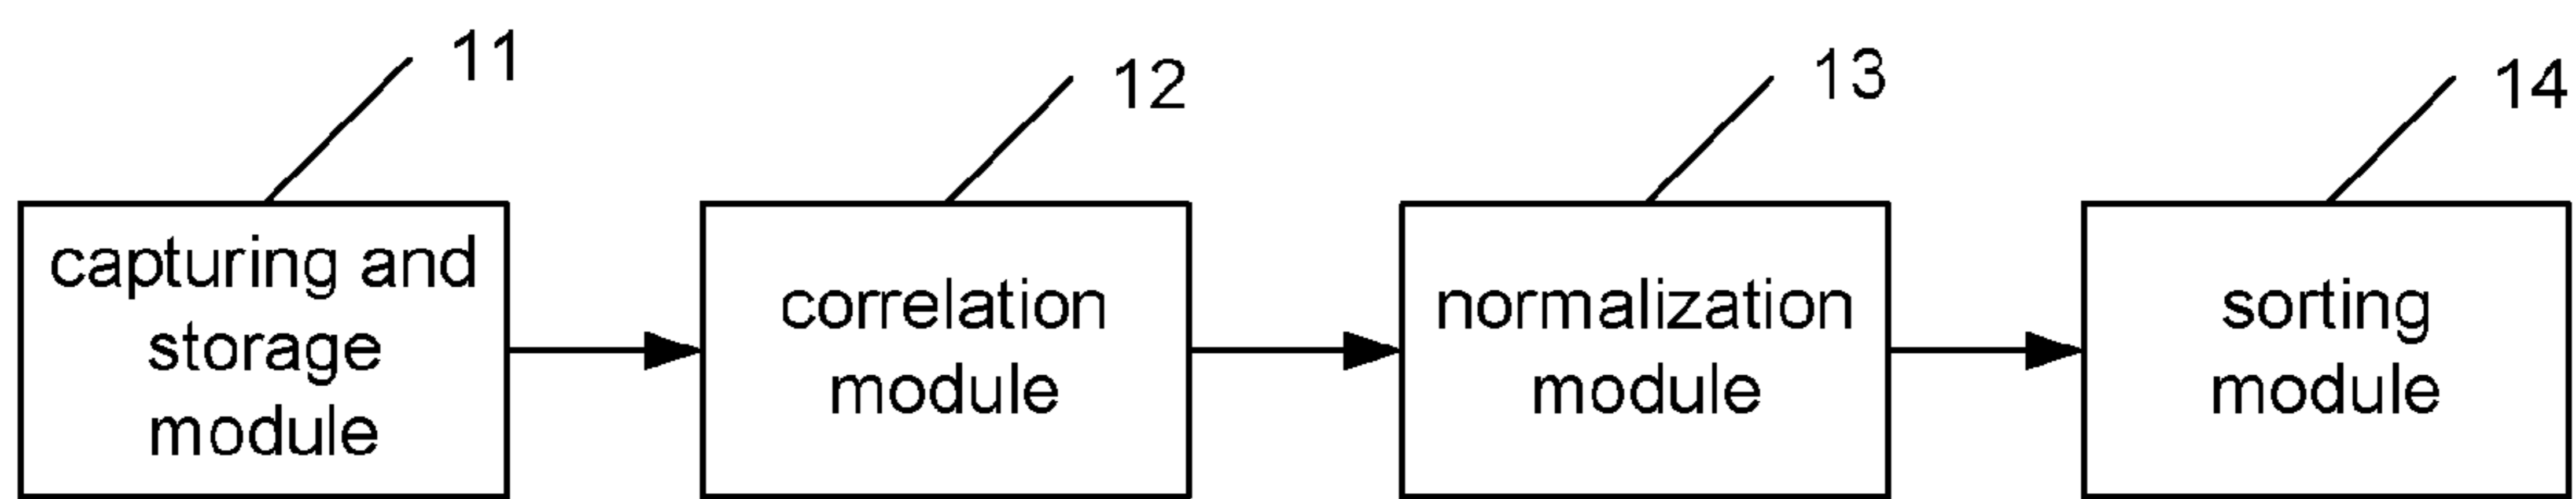 11
12
13
14
capturing and
storage
module
correlation
module
normalization
module
sorting
module